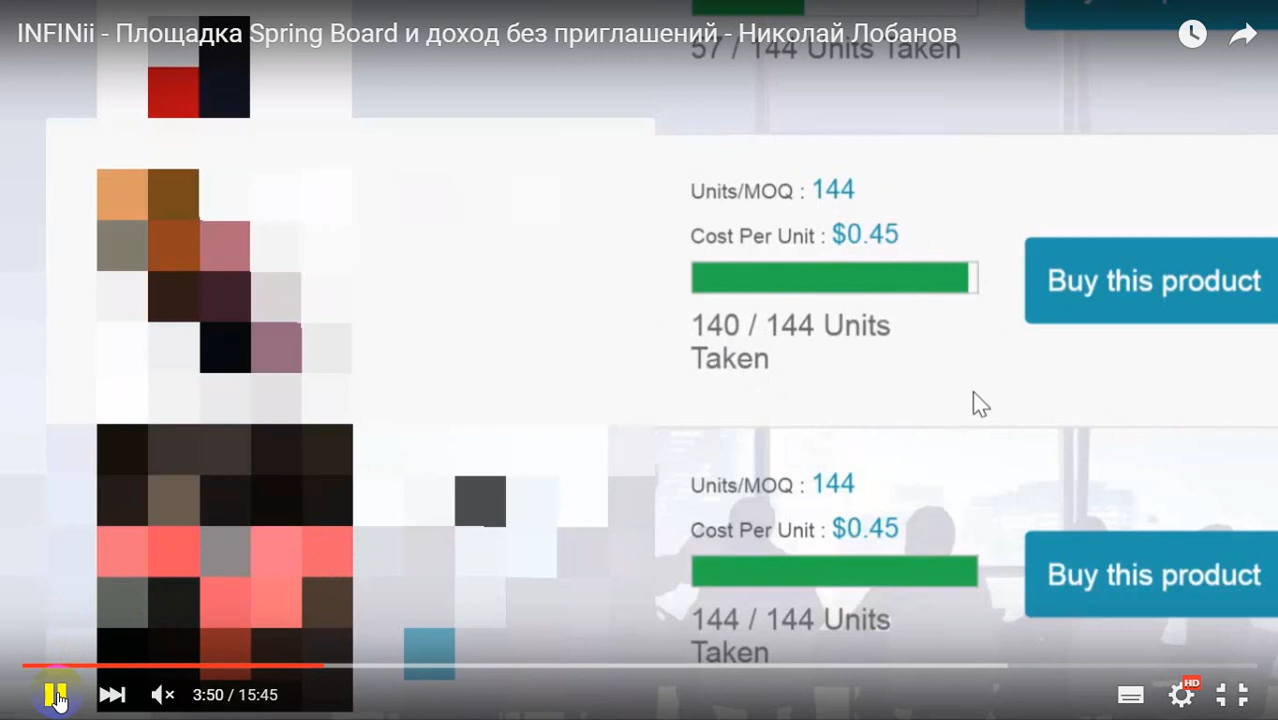 INFINii - Площадка Spring Board и доход без приглашений - Николай Лобанов
57 / 144 Units Taken
Units/MOQ : 144
Cost Per Unit : $0.45
Buy this product
140 / 144 Units
Taken
Units/MOQ : 144
Cost Per Unit : $0.45
Buy this product
144 / 144 Units
Taken
3:50 / 15:45
HD